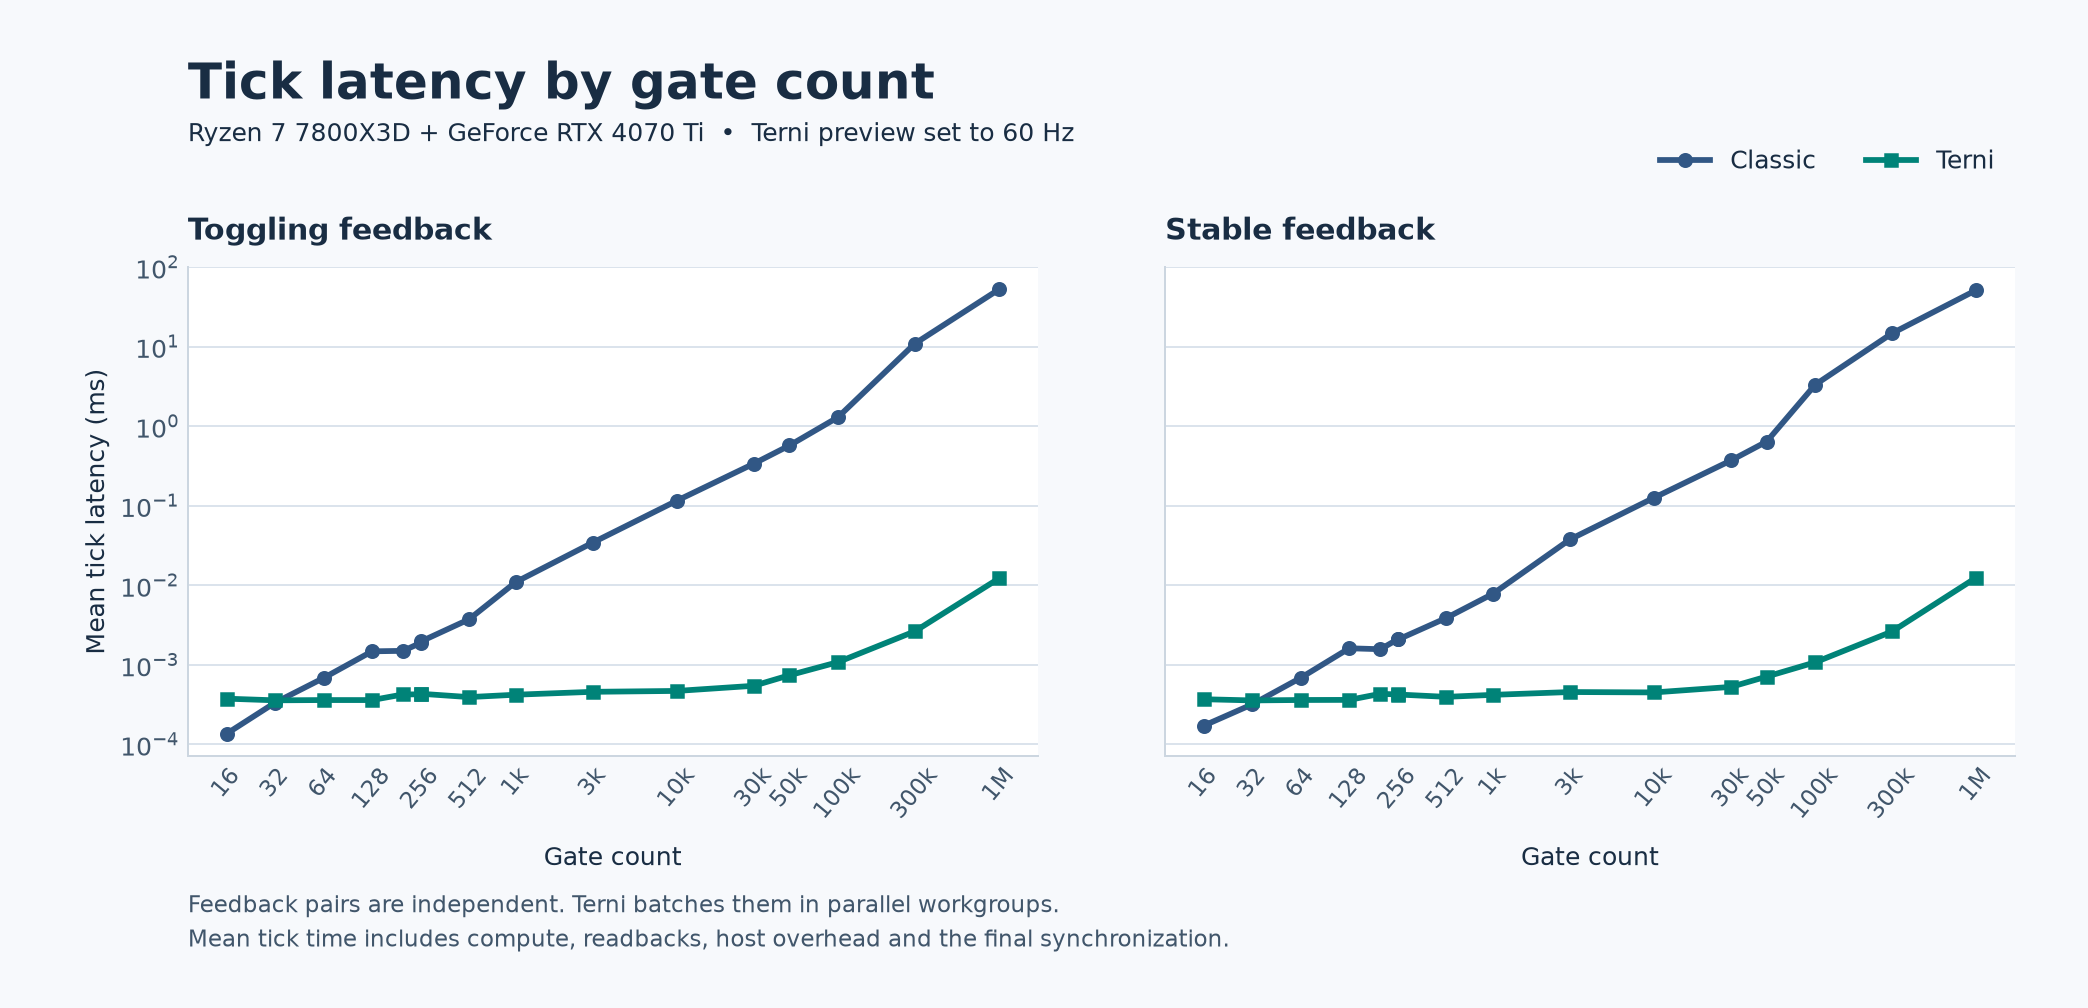 Tick latency by gate count
Ryzen 7 7800X3D + GeForce RTX 4070 Ti • Terni preview set to 60 Hz
Classic
Terni
Toggling feedback
Stable feedback
Mean tick latency (ms)
10²
10¹
10⁰
10⁻¹
10⁻²
10⁻³
10⁻⁴
16 32 64 128 256 512 1k 3k 10k 30k 50k 100k 300k 1M
16 32 64 128 256 512 1k 3k 10k 30k 50k 100k 300k 1M
Gate count
Gate count
Feedback pairs are independent. Terni batches them in parallel workgroups.
Mean tick time includes compute, readbacks, host overhead and the final synchronization.